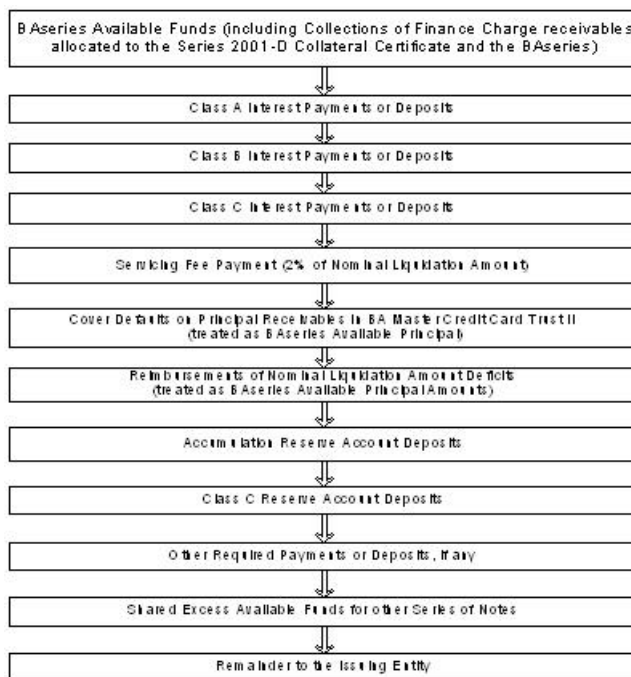 BAseries Available Funds (including Collections of Finance Charge receivables
allocated to the Series 2001-D Collateral Certificate and the BAseries)
Class A Interest Payments or Deposits
Class B Interest Payments or Deposits
Class C Interest Payments or Deposits
Servicing Fee Payment (2% of Nominal Liquidation Amount)
Cover Defaults on Principal Receivables in BA Master Credit Card Trust II
(treated as BAseries Available Principal)
Reimbursements of Nominal Liquidation Amount Deficits
(treated as BAseries Available Principal Amounts)
Accumulation Reserve Account Deposits
Class C Reserve Account Deposits
Other Required Payments or Deposits, if any
Shared Excess Available Funds for other Series of Notes
Remainder to the Issuing Entity